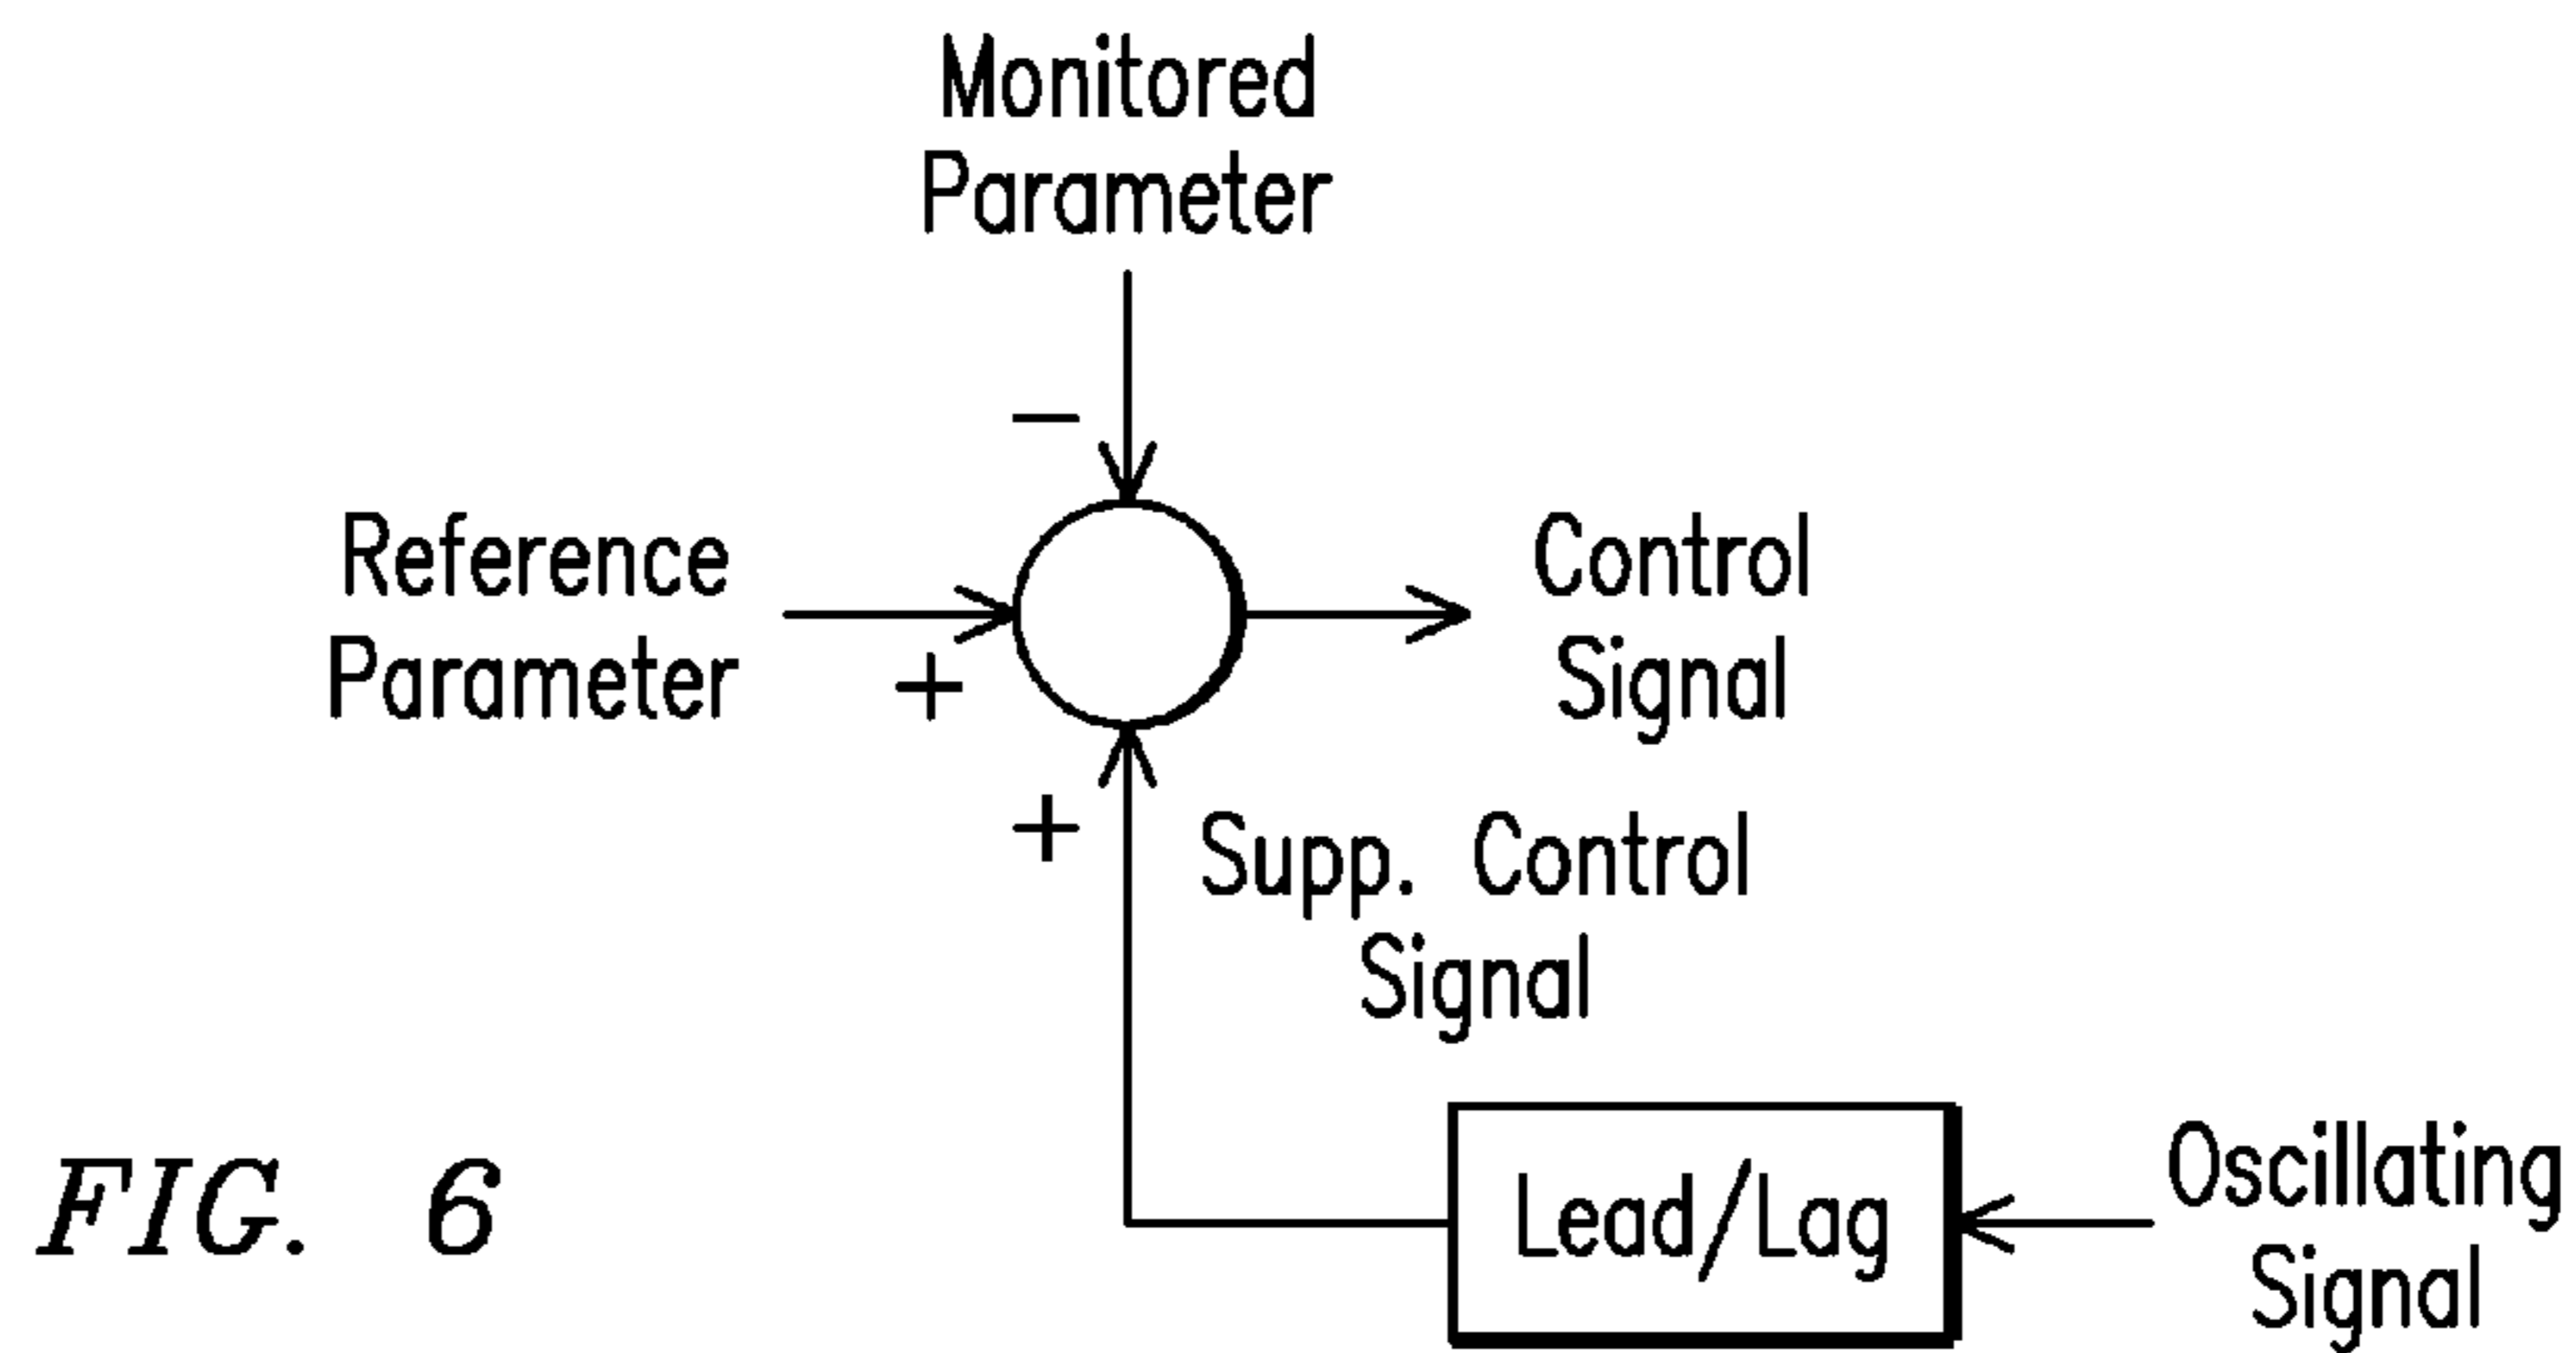 Monitored
Parameter
−
Reference
Parameter
+
Control
Signal
+
Supp. Control
Signal
Lead/Lag
Oscillating
Signal
FIG. 6